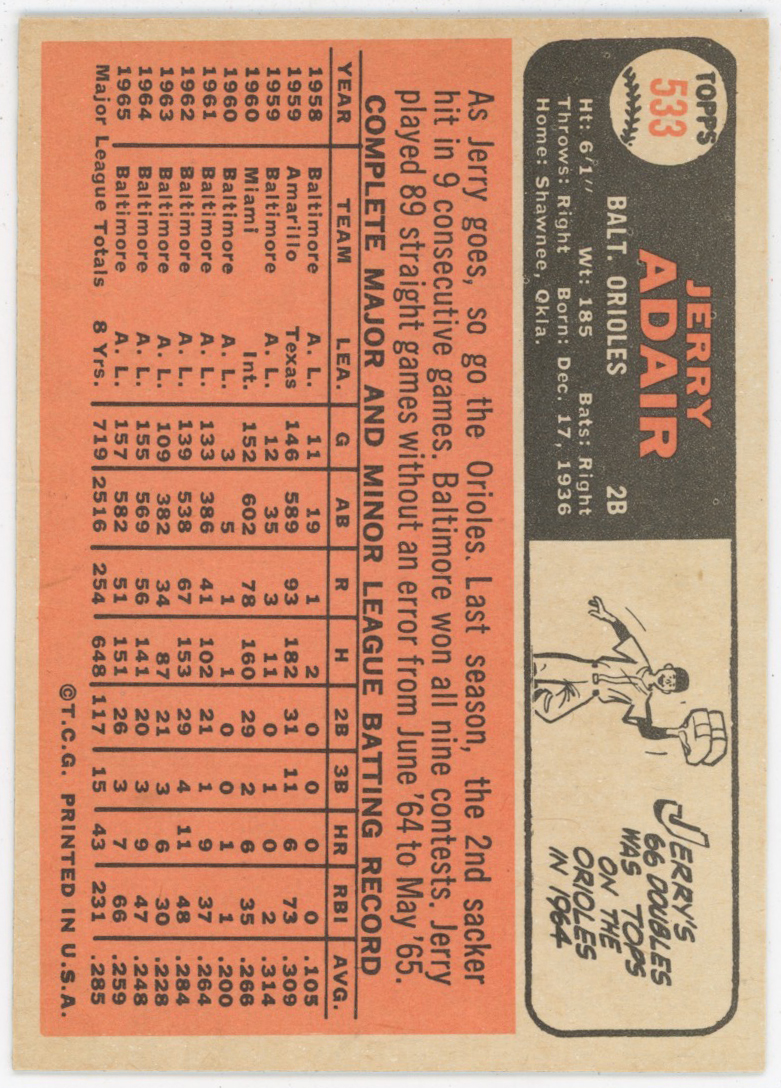 TOPPS
533
JERRY
ADAIR
BALT. ORIOLES 2B
Ht: 6'1" Wt: 185 Bats: Right
Throws: Right Born: Dec. 17, 1936
Home: Shawnee, Okla.
JERRY'S
66 DOUBLES
WAS TOPS
ON THE
ORIOLES
IN 1964
As Jerry goes, so go the Orioles. Last season, the 2nd sacker
hit in 9 consecutive games. Baltimore won all nine contests. Jerry
played 89 straight games without an error from June '64 to May '65.
COMPLETE MAJOR AND MINOR LEAGUE BATTING RECORD
YEAR TEAM LEA. G AB R H 2B 3B HR RBI AVG.
1958 Baltimore A. L. 11 19 1 2 0 0 0 0 .105
1959 Amarillo Texas 146 589 93 182 31 11 6 73 .309
1959 Baltimore A. L. 12 35 3 11 0 1 0 2 .314
1960 Miami Int. 152 602 78 160 29 2 6 35 .266
1960 Baltimore A. L. 3 5 1 1 0 0 1 1 .200
1961 Baltimore A. L. 133 386 41 102 21 1 9 37 .264
1962 Baltimore A. L. 139 538 67 153 29 4 11 48 .284
1963 Baltimore A. L. 109 382 34 87 21 3 6 30 .228
1964 Baltimore A. L. 155 569 56 141 20 3 9 47 .248
1965 Baltimore A. L. 157 582 51 151 26 3 7 66 .259
Major League Totals 8 Yrs. 719 2516 254 648 117 15 43 231 .285
©T.C.G. PRINTED IN U.S.A.